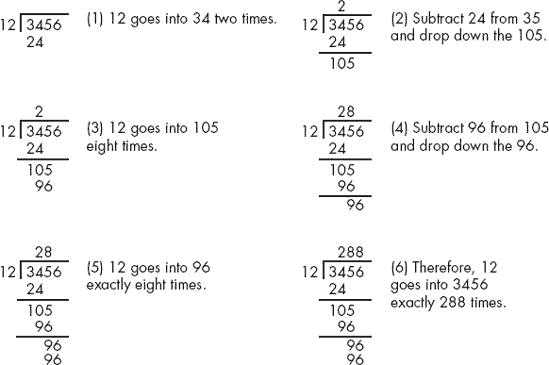 12 3456
24
(1) 12 goes into 34 two times.
2
12 3456
24
105
(2) Subtract 24 from 35
and drop down the 105.
2
12 3456
24
105
96
(3) 12 goes into 105
eight times.
28
12 3456
24
105
96
96
(4) Subtract 96 from 105
and drop down the 96.
28
12 3456
24
105
96
96
96
(5) 12 goes into 96
exactly eight times.
288
12 3456
24
105
96
96
96
(6) Therefore, 12
goes into 3456
exactly 288 times.